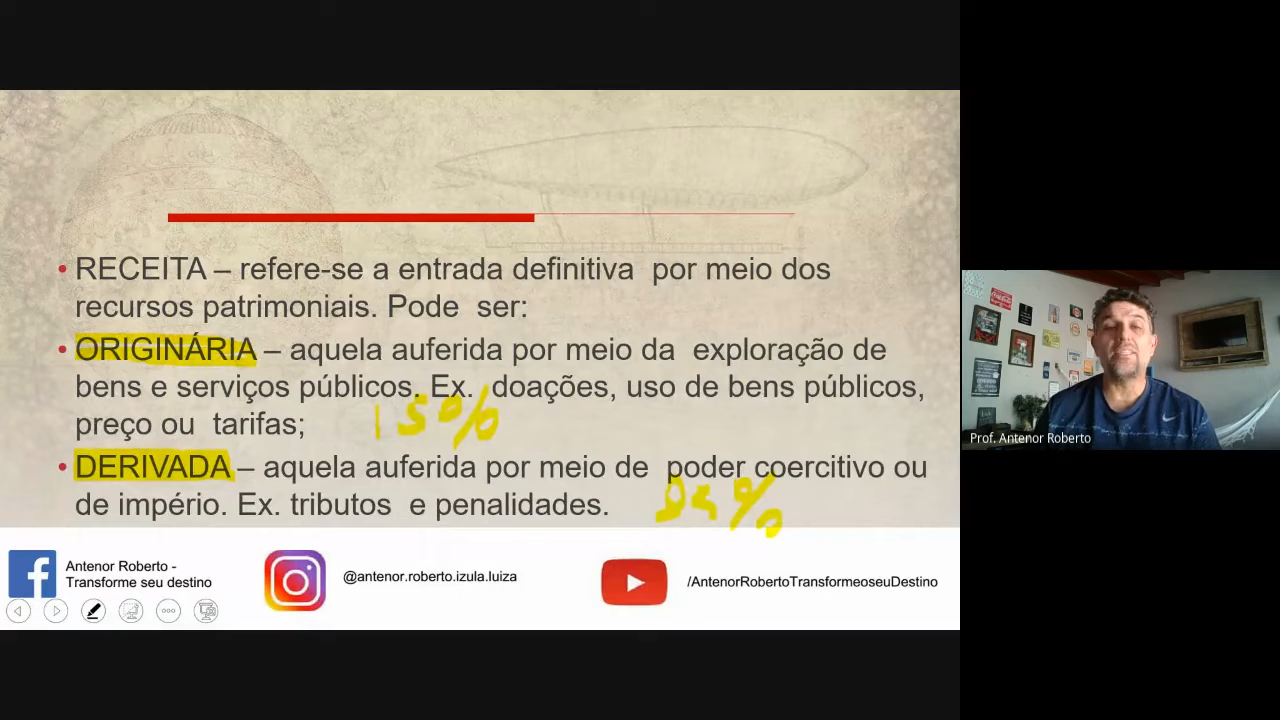 • RECEITA – refere-se a entrada definitiva por meio dos
recursos patrimoniais. Pode ser:
• ORIGINÁRIA – aquela auferida por meio da exploração de
bens e serviços públicos. Ex. doações, uso de bens públicos,
preço ou tarifas;
15%
• DERIVADA – aquela auferida por meio de poder coercitivo ou
de império. Ex. tributos e penalidades.
Antenor Roberto -
Transforme seu destino
@antenor.roberto.izula.luiza
/AntenorRobertoTransformeoseuDestino
Prof. Antenor Roberto